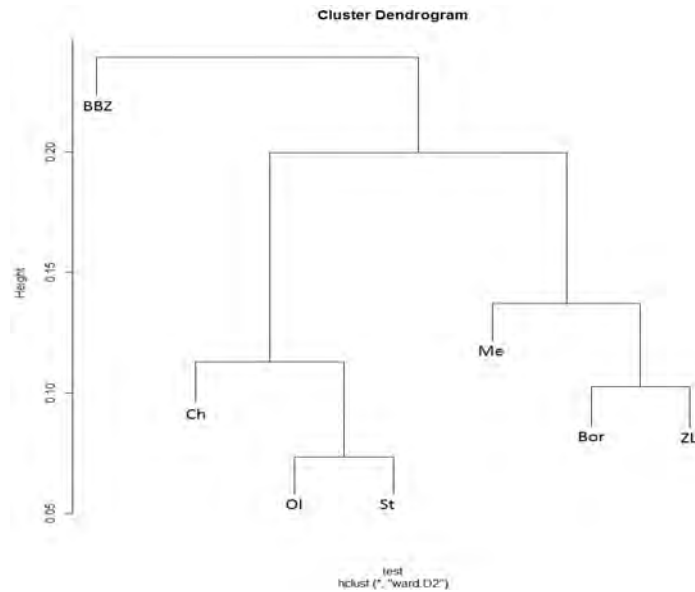 Cluster Dendrogram
BBZ
0.20
0.15
Height
Me
0.10
Ch
Bor
ZL
Ol
St
0.05
test
hclust (*, "ward.D2")